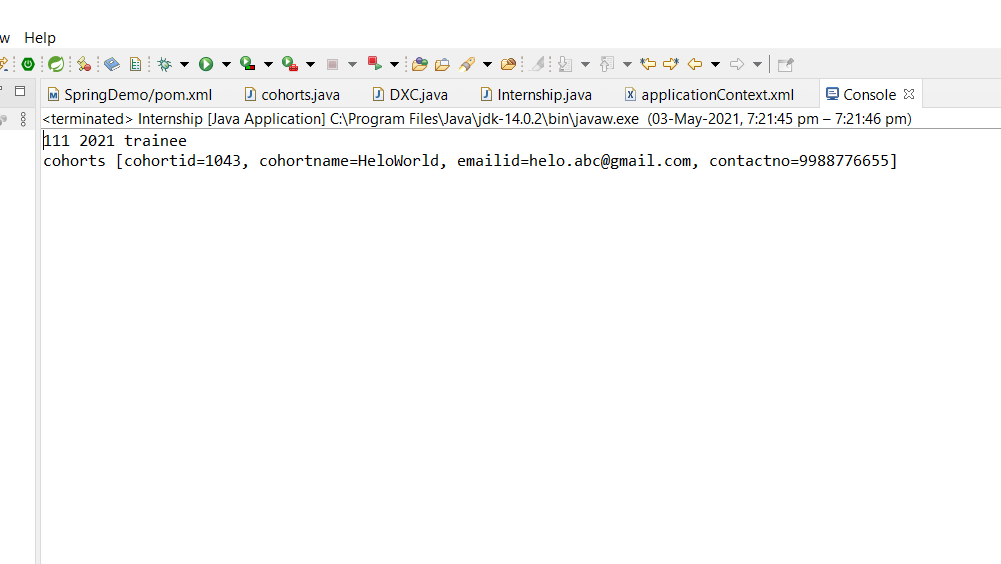 w Help
SpringDemo/pom.xml cohorts.java DXC.java Internship.java applicationContext.xml Console
<terminated> Internship [Java Application] C:\Program Files\Java\jdk-14.0.2\bin\javaw.exe (03-May-2021, 7:21:45 pm – 7:21:46 pm)
111 2021 trainee
cohorts [cohortid=1043, cohortname=HeloWorld, emailid=helo.abc@gmail.com, contactno=9988776655]